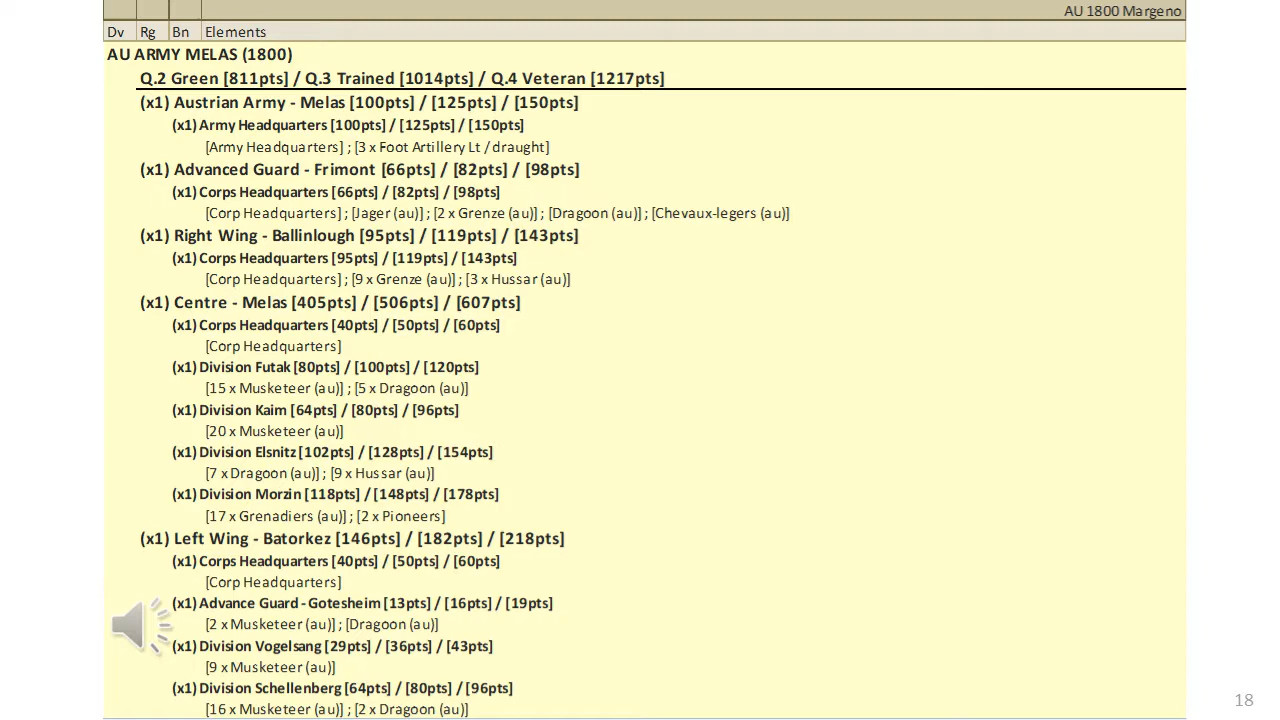 AU 1800 Margeno
Dv Rg Bn Elements
AU ARMY MELAS (1800)
Q.2 Green [811pts] / Q.3 Trained [1014pts] / Q.4 Veteran [1217pts]
(x1) Austrian Army - Melas [100pts] / [125pts] / [150pts]
(x1) Army Headquarters [100pts] / [125pts] / [150pts]
[Army Headquarters] ; [3 x Foot Artillery Lt / draught]
(x1) Advanced Guard - Frimont [66pts] / [82pts] / [98pts]
(x1) Corps Headquarters [66pts] / [82pts] / [98pts]
[Corp Headquarters] ; [Jager (au)] ; [2 x Grenze (au)] ; [Dragoon (au)] ; [Chevaux-legers (au)]
(x1) Right Wing - Ballinlough [95pts] / [119pts] / [143pts]
(x1) Corps Headquarters [95pts] / [119pts] / [143pts]
[Corp Headquarters] ; [9 x Grenze (au)] ; [3 x Hussar (au)]
(x1) Centre - Melas [405pts] / [506pts] / [607pts]
(x1) Corps Headquarters [40pts] / [50pts] / [60pts]
[Corp Headquarters]
(x1) Division Futak [80pts] / [100pts] / [120pts]
[15 x Musketeer (au)] ; [5 x Dragoon (au)]
(x1) Division Kaim [64pts] / [80pts] / [96pts]
[20 x Musketeer (au)]
(x1) Division Elsnitz [102pts] / [128pts] / [154pts]
[7 x Dragoon (au)] ; [9 x Hussar (au)]
(x1) Division Morzin [118pts] / [148pts] / [178pts]
[17 x Grenadiers (au)] ; [2 x Pioneers]
(x1) Left Wing - Batorkez [146pts] / [182pts] / [218pts]
(x1) Corps Headquarters [40pts] / [50pts] / [60pts]
[Corp Headquarters]
(x1) Advance Guard - Gotesheim [13pts] / [16pts] / [19pts]
[2 x Musketeer (au)] ; [Dragoon (au)]
(x1) Division Vogelsang [29pts] / [36pts] / [43pts]
[9 x Musketeer (au)]
(x1) Division Schellenberg [64pts] / [80pts] / [96pts]
[16 x Musketeer (au)] ; [2 x Dragoon (au)]
18